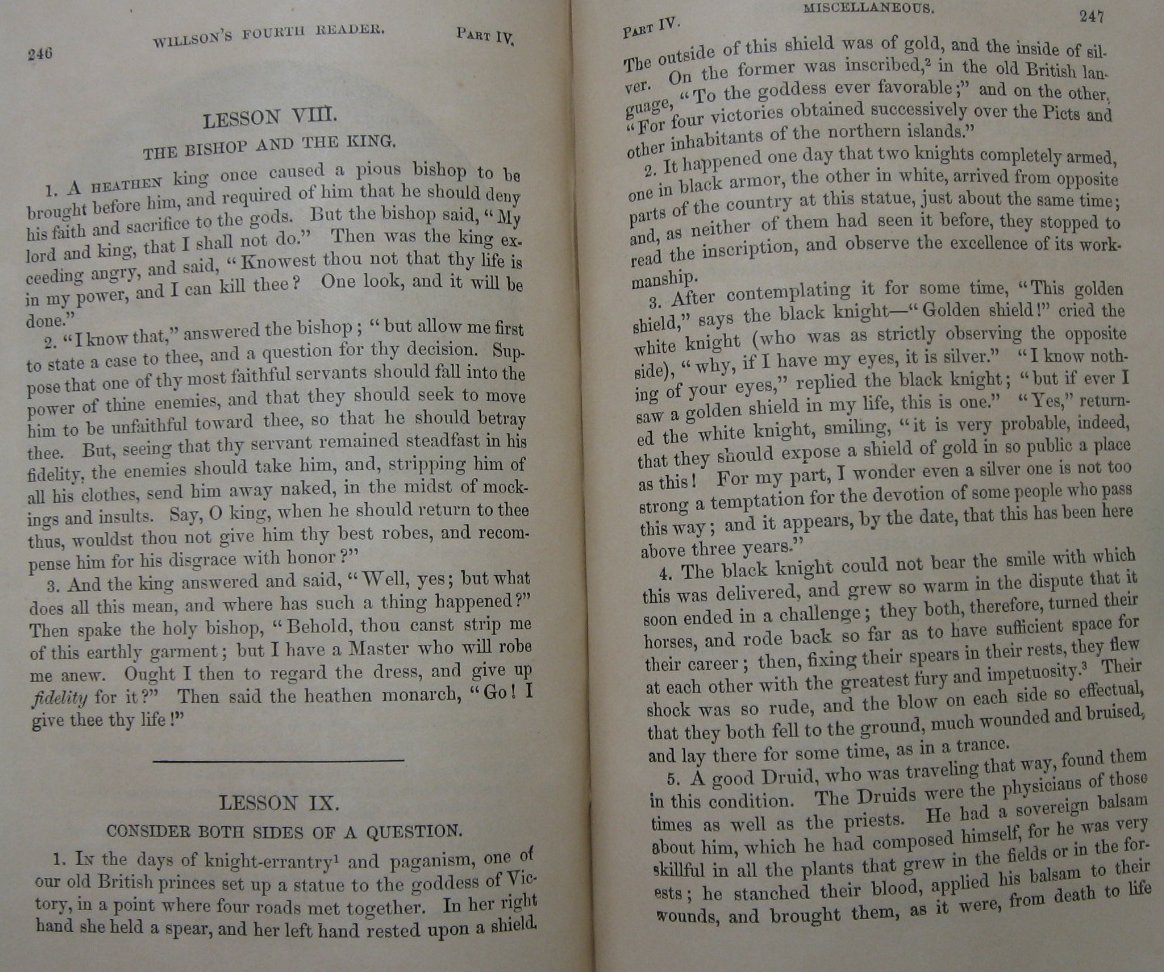 246
WILLSON'S FOURTH READER.
PART IV.
LESSON VIII.
THE BISHOP AND THE KING.
1. A HEATHEN king once caused a pious bishop to be
brought before him, and required of him that he should deny
his faith and sacrifice to the gods. But the bishop said, “My
lord and king, that I shall not do.” Then was the king ex-
ceeding angry, and said, “Knowest thou not that thy life is
in my power, and I can kill thee? One look, and it will be
done.”
2. “I know that,” answered the bishop; “but allow me first
to state a case to thee, and a question for thy decision. Sup-
pose that one of thy most faithful servants should fall into the
power of thine enemies, and that they should seek to move
him to be unfaithful toward thee, so that he should betray
thee. But, seeing that thy servant remained steadfast in his
fidelity, the enemies should take him, and, stripping him of
all his clothes, send him away naked, in the midst of mock-
ings and insults. Say, O king, when he should return to thee
thus, wouldst thou not give him thy best robes, and recom-
pense him for his disgrace with honor?”
3. And the king answered and said, “Well, yes; but what
does all this mean, and where has such a thing happened?”
Then spake the holy bishop, “Behold, thou canst strip me
of this earthly garment; but I have a Master who will robe
me anew. Ought I then to regard the dress, and give up
fidelity for it?” Then said the heathen monarch, “Go! I
give thee thy life!”
LESSON IX.
CONSIDER BOTH SIDES OF A QUESTION.
1. IN the days of knight-errantry¹ and paganism, one of
our old British princes set up a statue to the goddess of Vic-
tory, in a point where four roads met together. In her right
hand she held a spear, and her left hand rested upon a shield.
PART IV.
MISCELLANEOUS.
247
The outside of this shield was of gold, and the inside of sil-
ver. On the former was inscribed,² in the old British lan-
guage, “To the goddess ever favorable;” and on the other,
“For four victories obtained successively over the Picts and
other inhabitants of the northern islands.”
2. It happened one day that two knights completely armed,
one in black armor, the other in white, arrived from opposite
parts of the country at this statue, just about the same time;
and, as neither of them had seen it before, they stopped to
read the inscription, and observe the excellence of its work-
manship.
3. After contemplating it for some time, “This golden
shield,” says the black knight—“Golden shield!” cried the
white knight (who was as strictly observing the opposite
side), “why, if I have my eyes, it is silver.” “I know noth-
ing of your eyes,” replied the black knight; “but if ever I
saw a golden shield in my life, this is one.” “Yes,” return-
ed the white knight, smiling, “it is very probable, indeed,
that they should expose a shield of gold in so public a place
as this! For my part, I wonder even a silver one is not too
strong a temptation for the devotion of some people who pass
this way; and it appears, by the date, that this has been here
above three years.”
4. The black knight could not bear the smile with which
this was delivered, and grew so warm in the dispute that it
soon ended in a challenge; they both, therefore, turned their
horses, and rode back so far as to have sufficient space for
their career; then, fixing their spears in their rests, they flew
at each other with the greatest fury and impetuosity.³ Their
shock was so rude, and the blow on each side so effectual,
that they both fell to the ground, much wounded and bruised,
and lay there for some time, as in a trance.
5. A good Druid, who was traveling that way, found them
in this condition. The Druids were the physicians of those
times as well as the priests. He had a sovereign balsam
about him, which he had composed himself, for he was very
skillful in all the plants that grew in the fields or in the for-
ests; he stanched their blood, applied his balsam to their
wounds, and brought them, as it were, from death to life